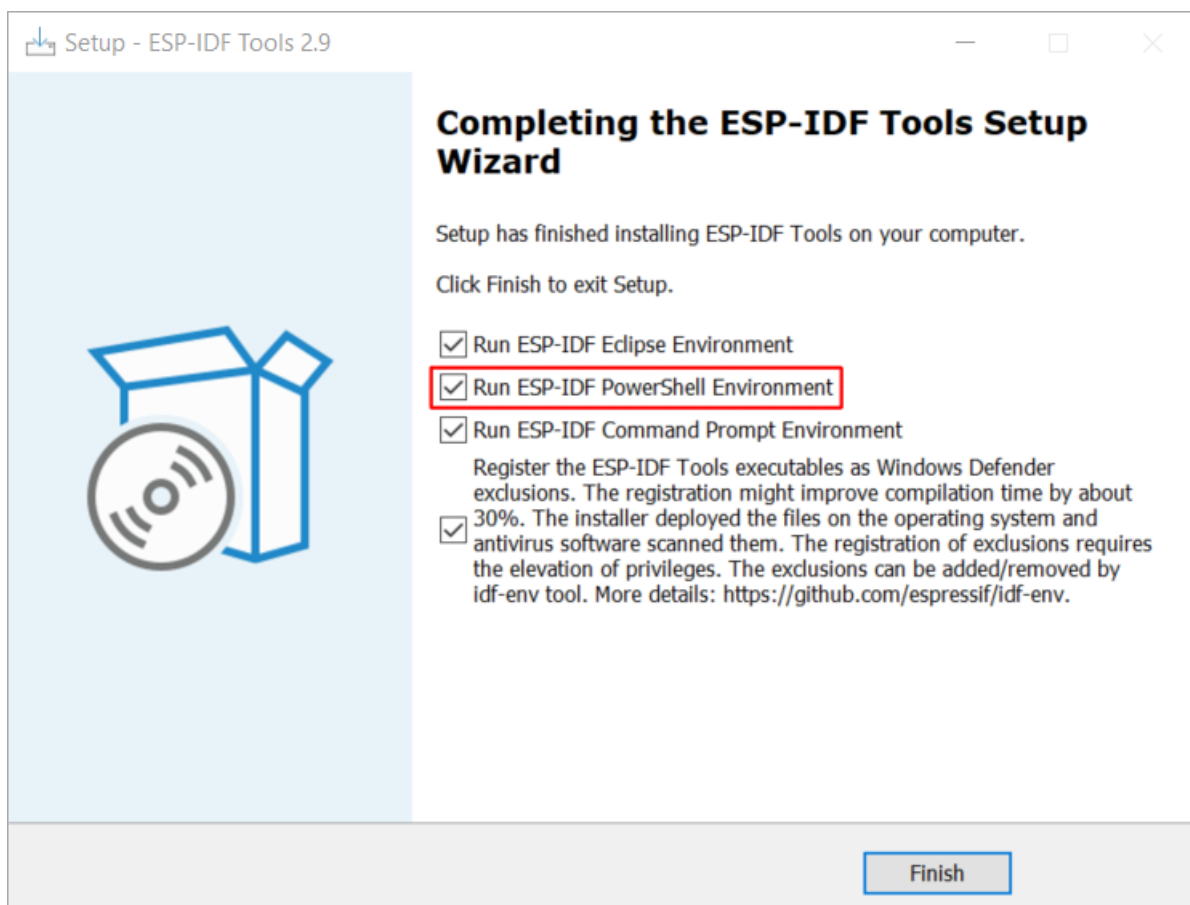 Setup - ESP-IDF Tools 2.9
Completing the ESP-IDF Tools Setup
Wizard
Setup has finished installing ESP-IDF Tools on your computer.
Click Finish to exit Setup.
Run ESP-IDF Eclipse Environment
Run ESP-IDF PowerShell Environment
Run ESP-IDF Command Prompt Environment
Register the ESP-IDF Tools executables as Windows Defender
exclusions. The registration might improve compilation time by about
30%. The installer deployed the files on the operating system and
antivirus software scanned them. The registration of exclusions requires
the elevation of privileges. The exclusions can be added/removed by
idf-env tool. More details: https://github.com/espressif/idf-env.
Finish